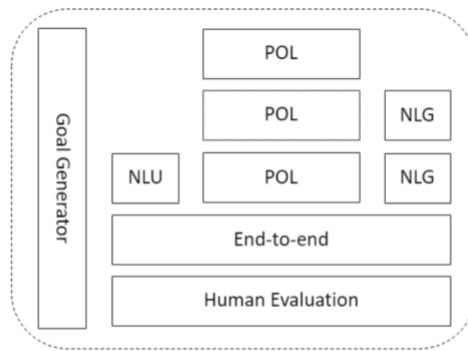 Goal Generator
POL
POL NLG
NLU POL NLG
End-to-end
Human Evaluation